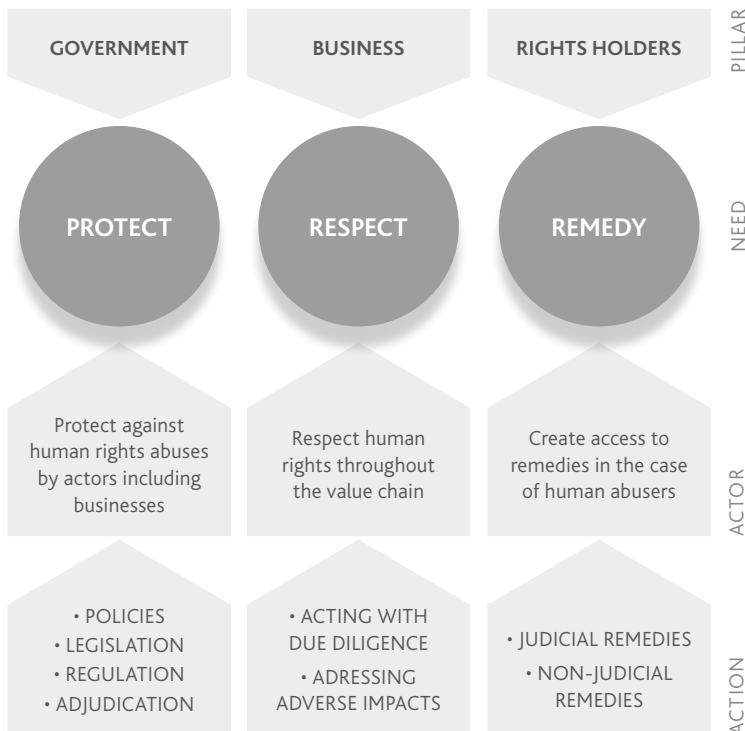 GOVERNMENT
BUSINESS
RIGHTS HOLDERS
PILLAR
PROTECT
RESPECT
REMEDY
NEED
Protect against
human rights abuses
by actors including
businesses
Respect human
rights throughout
the value chain
Create access to
remedies in the case
of human abusers
ACTOR
• POLICIES
• LEGISLATION
• REGULATION
• ADJUDICATION
• ACTING WITH
DUE DILIGENCE
• ADRESSING
ADVERSE IMPACTS
• JUDICIAL REMEDIES
• NON-JUDICIAL
REMEDIES
ACTION